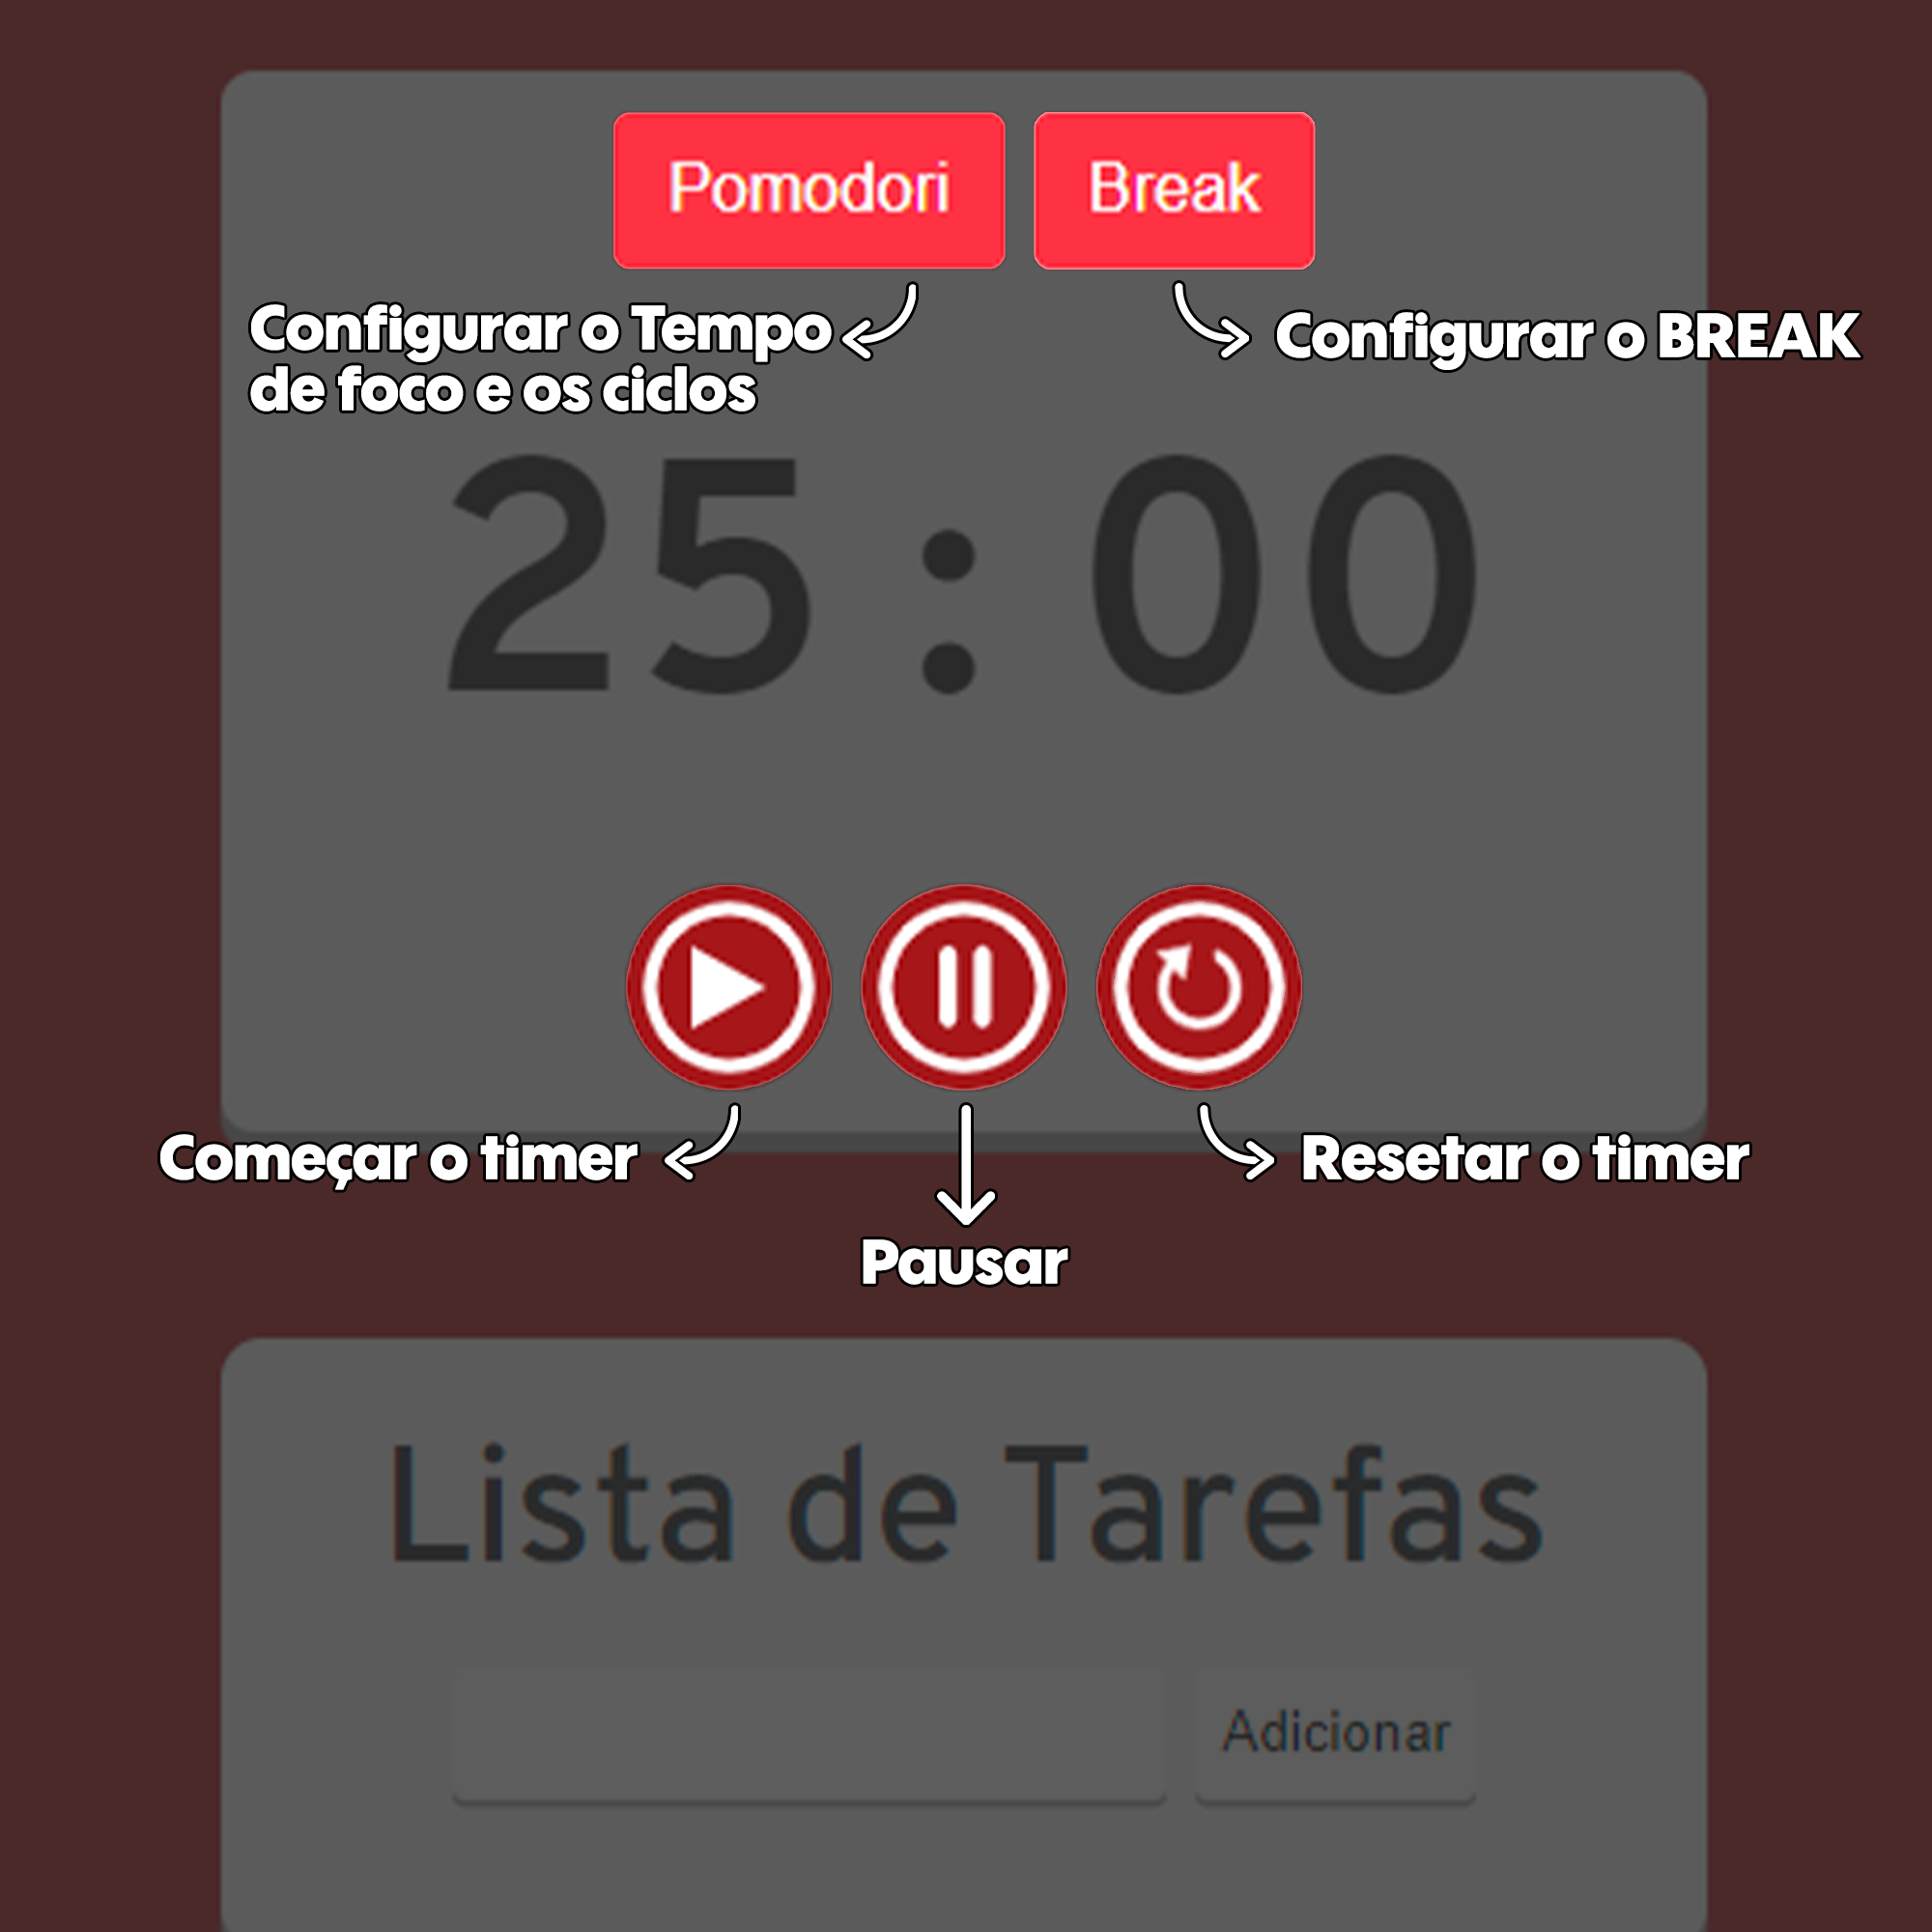 Pomodori
Break
Configurar o Tempo
de foco e os ciclos
Configurar o BREAK
25:00
Começar o timer
Resetar o timer
Pausar
Lista de Tarefas
Adicionar